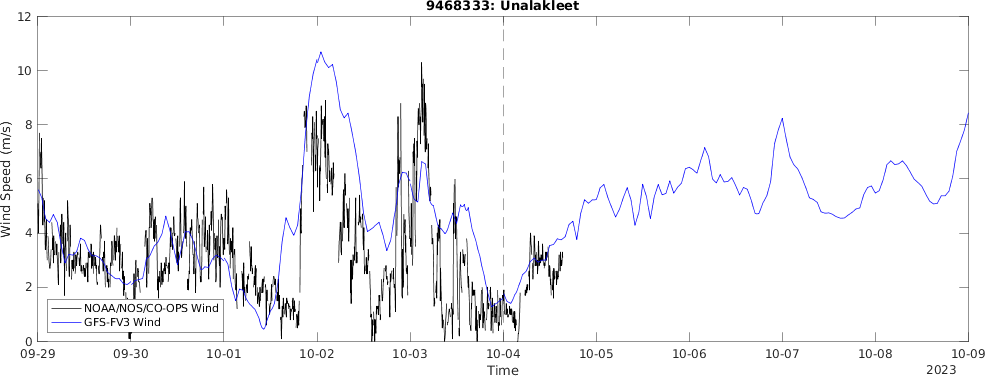 9468333: Unalakleet
12
10
8
6
4
2
0
Wind Speed (m/s)
NOAA/NOS/CO-OPS Wind
GFS-FV3 Wind
09-29 09-30 10-01 10-02 10-03 10-04 10-05 10-06 10-07 10-08 10-09
Time
2023